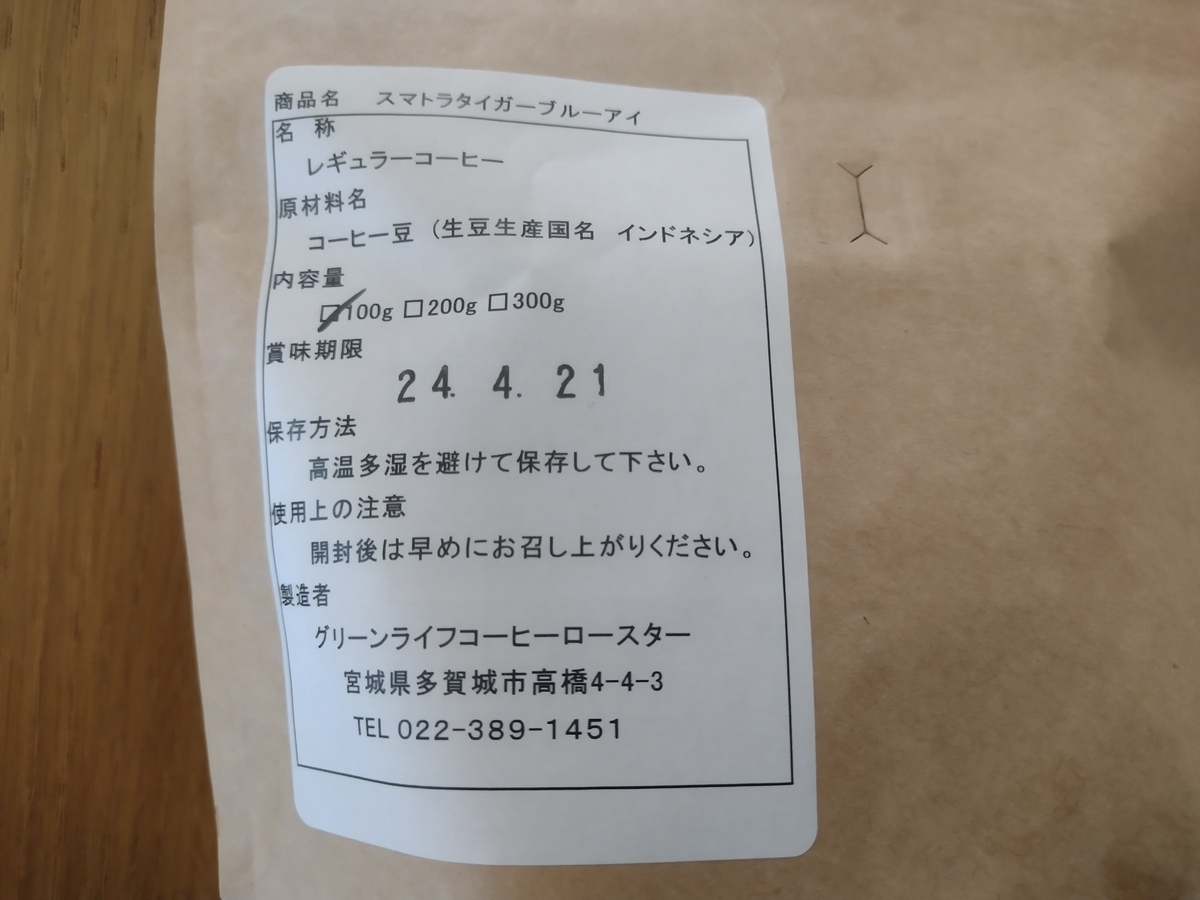 商品名 スマトラタイガーブルーアイ
名 称
レギュラーコーヒー
原材料名
コーヒー豆 (生豆生産国名 インドネシア)
内容量
☑100g □200g □300g
賞味期限
24. 4. 21
保存方法
高温多湿を避けて保存して下さい。
使用上の注意
開封後は早めにお召し上がりください。
製造者
グリーンライフコーヒーロースター
宮城県多賀城市高橋4-4-3
TEL 022-389-1451